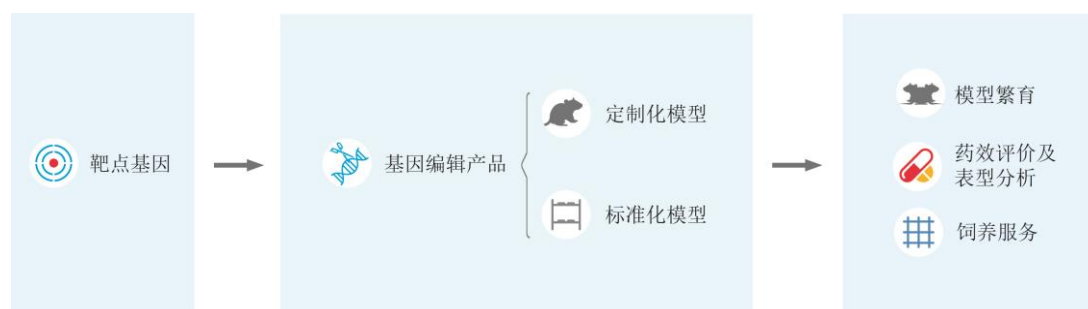 靶点基因
基因编辑产品
定制化模型
标准化模型
模型繁育
药效评价及
表型分析
饲养服务